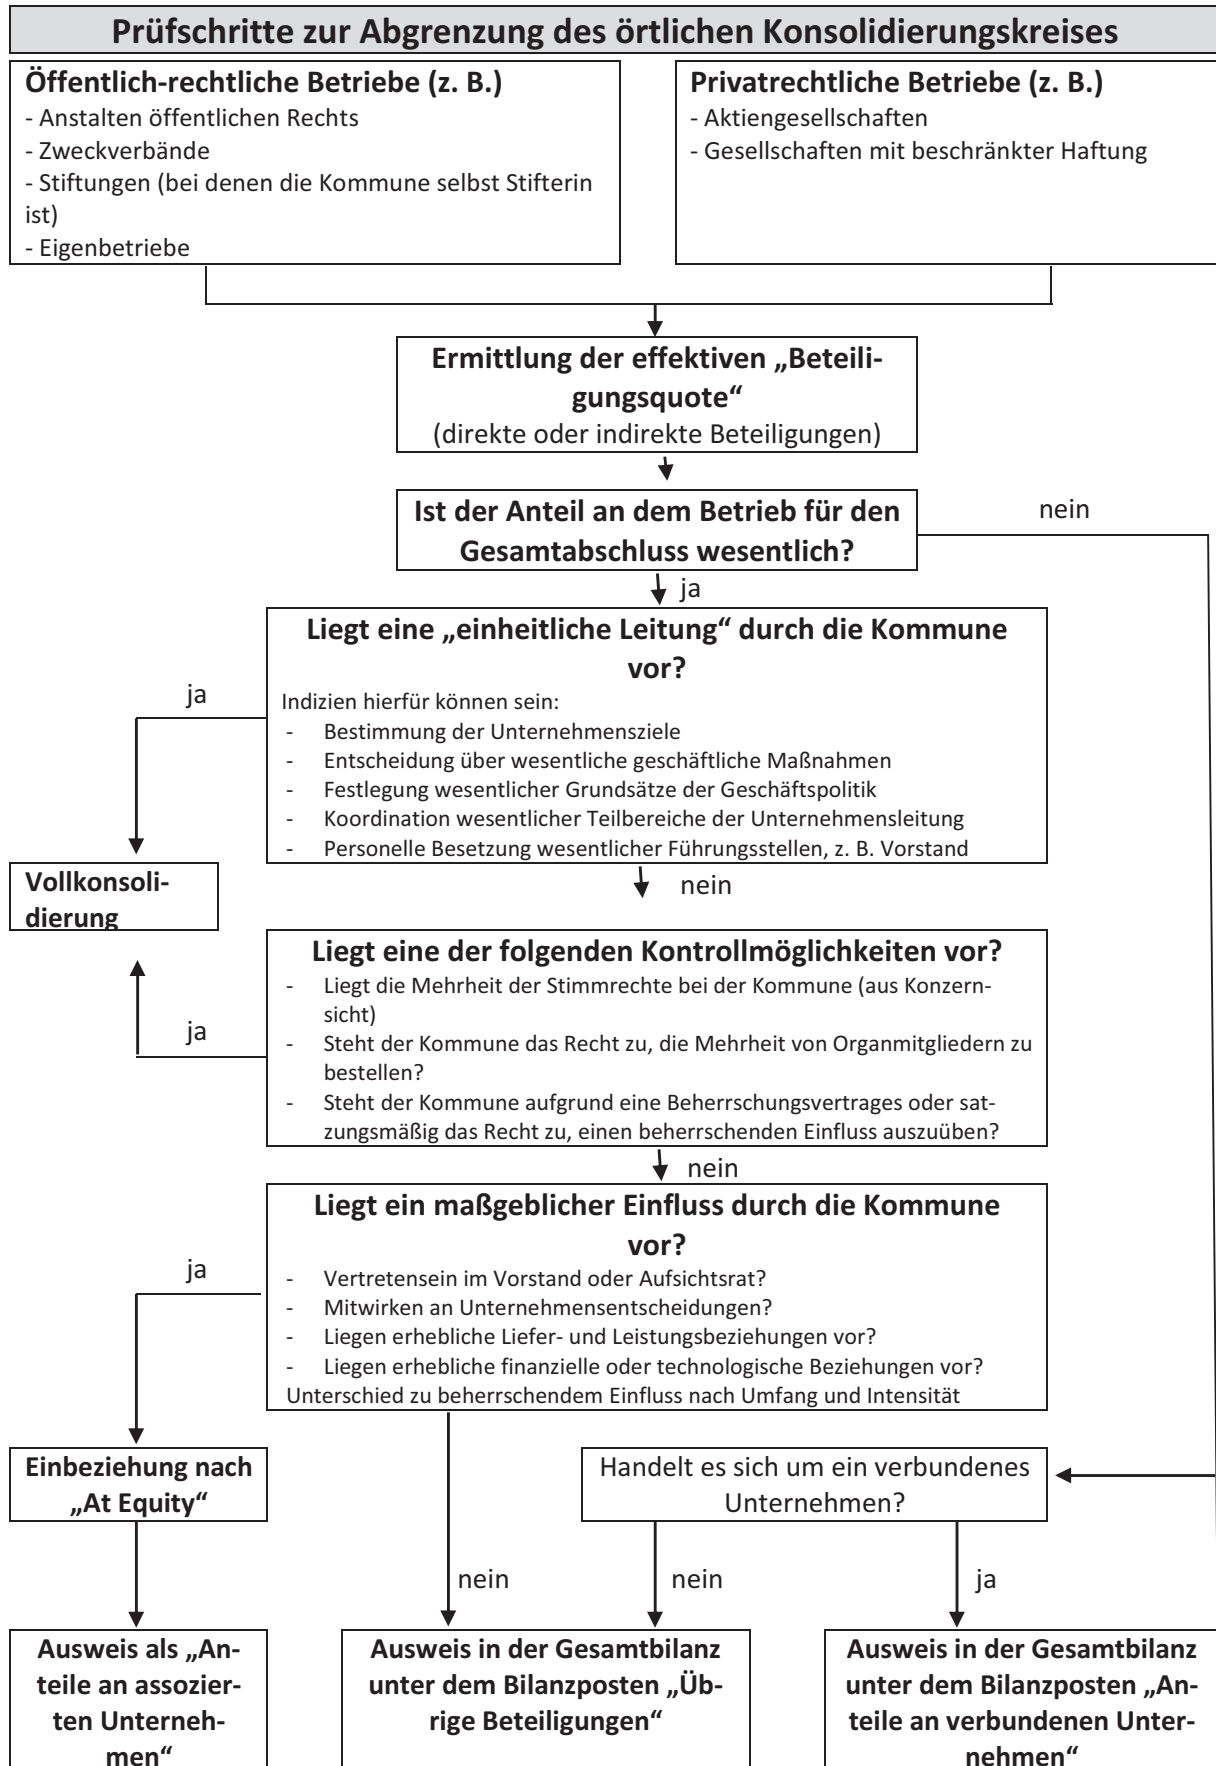 Prüfschritte zur Abgrenzung des örtlichen Konsolidierungskreises
Öffentlich-rechtliche Betriebe (z. B.)
- Anstalten öffentlichen Rechts
- Zweckverbände
- Stiftungen (bei denen die Kommune selbst Stifterin
ist)
- Eigenbetriebe
Privatrechtliche Betriebe (z. B.)
- Aktiengesellschaften
- Gesellschaften mit beschränkter Haftung
Ermittlung der effektiven „Beteili-
gungsquote“
(direkte oder indirekte Beteiligungen)
Ist der Anteil an dem Betrieb für den
Gesamtabschluss wesentlich?
nein
ja
Liegt eine „einheitliche Leitung“ durch die Kommune
vor?
Indizien hierfür können sein:
- Bestimmung der Unternehmensziele
- Entscheidung über wesentliche geschäftliche Maßnahmen
- Festlegung wesentlicher Grundsätze der Geschäftspolitik
- Koordination wesentlicher Teilbereiche der Unternehmensleitung
- Personelle Besetzung wesentlicher Führungsstellen, z. B. Vorstand
ja
Vollkonsoli-
dierung
nein
Liegt eine der folgenden Kontrollmöglichkeiten vor?
- Liegt die Mehrheit der Stimmrechte bei der Kommune (aus Konzern-
sicht)
- Steht der Kommune das Recht zu, die Mehrheit von Organmitgliedern zu
bestellen?
- Steht der Kommune aufgrund eine Beherrschungsvertrages oder sat-
zungsmäßig das Recht zu, einen beherrschenden Einfluss auszuüben?
ja
nein
Liegt ein maßgeblicher Einfluss durch die Kommune
vor?
- Vertretensein im Vorstand oder Aufsichtsrat?
- Mitwirken an Unternehmensentscheidungen?
- Liegen erhebliche Liefer- und Leistungsbeziehungen vor?
- Liegen erhebliche finanzielle oder technologische Beziehungen vor?
Unterschied zu beherrschendem Einfluss nach Umfang und Intensität
ja
Einbeziehung nach
„At Equity“
Handelt es sich um ein verbundenes
Unternehmen?
nein
nein
ja
Ausweis als „An-
teile an assozier-
ten Unterneh-
men“
Ausweis in der Gesamtbilanz
unter dem Bilanzposten „Üb-
rige Beteiligungen“
Ausweis in der Gesamtbilanz
unter dem Bilanzposten „An-
teile an verbundenen Unter-
nehmen“